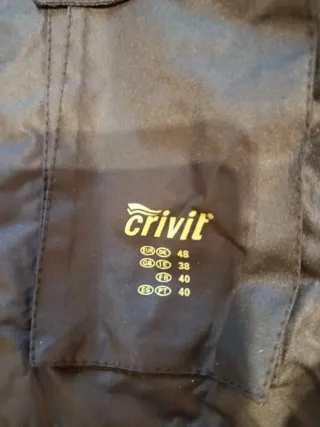 crivit
EUR DE 48
GB IE 38
FR 40
ES PT 40